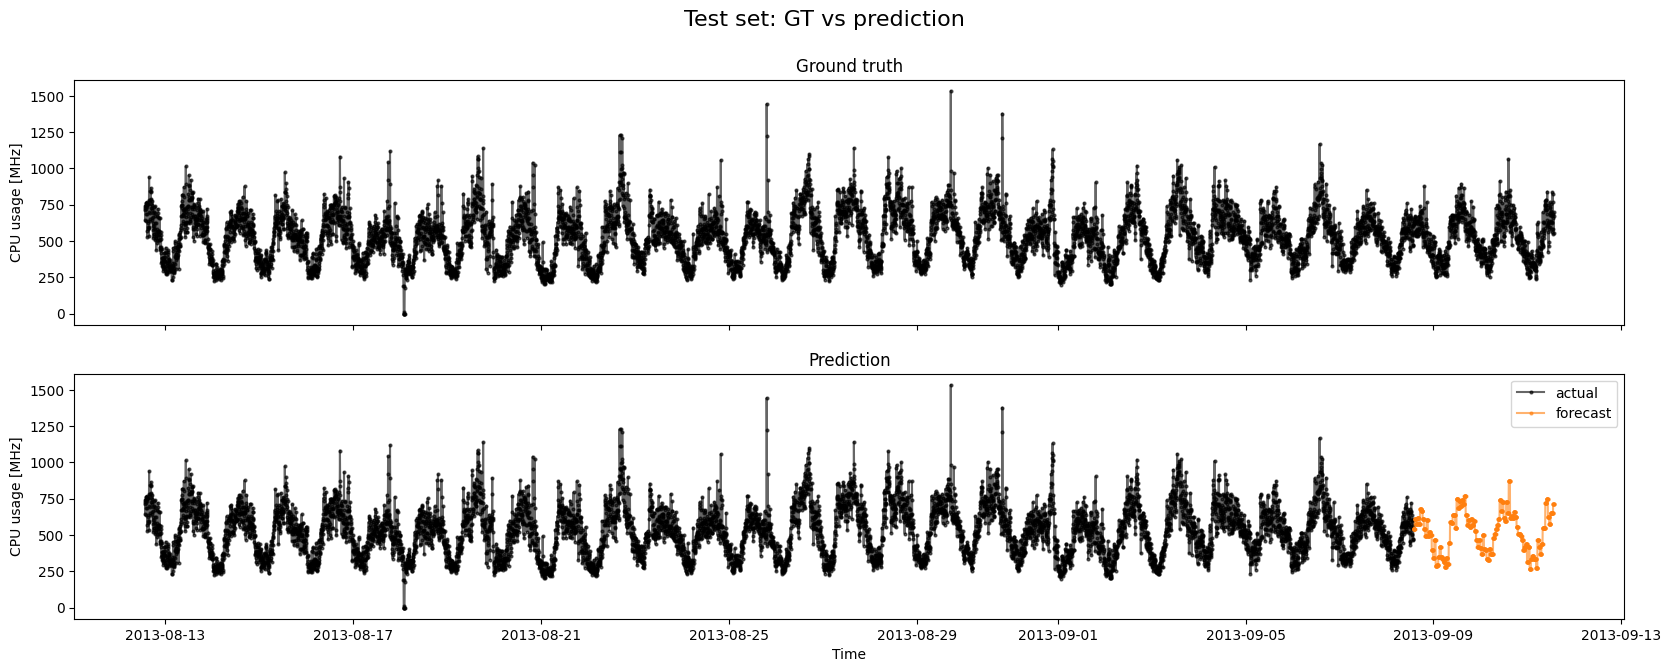 Test set: GT vs prediction
Ground truth
CPU usage [MHz]
1500
1250
1000
750
500
250
0
Prediction
CPU usage [MHz]
1500
1250
1000
750
500
250
0
actual
forecast
2013-08-13
2013-08-17
2013-08-21
2013-08-25
2013-08-29
2013-09-01
2013-09-05
2013-09-09
2013-09-13
Time